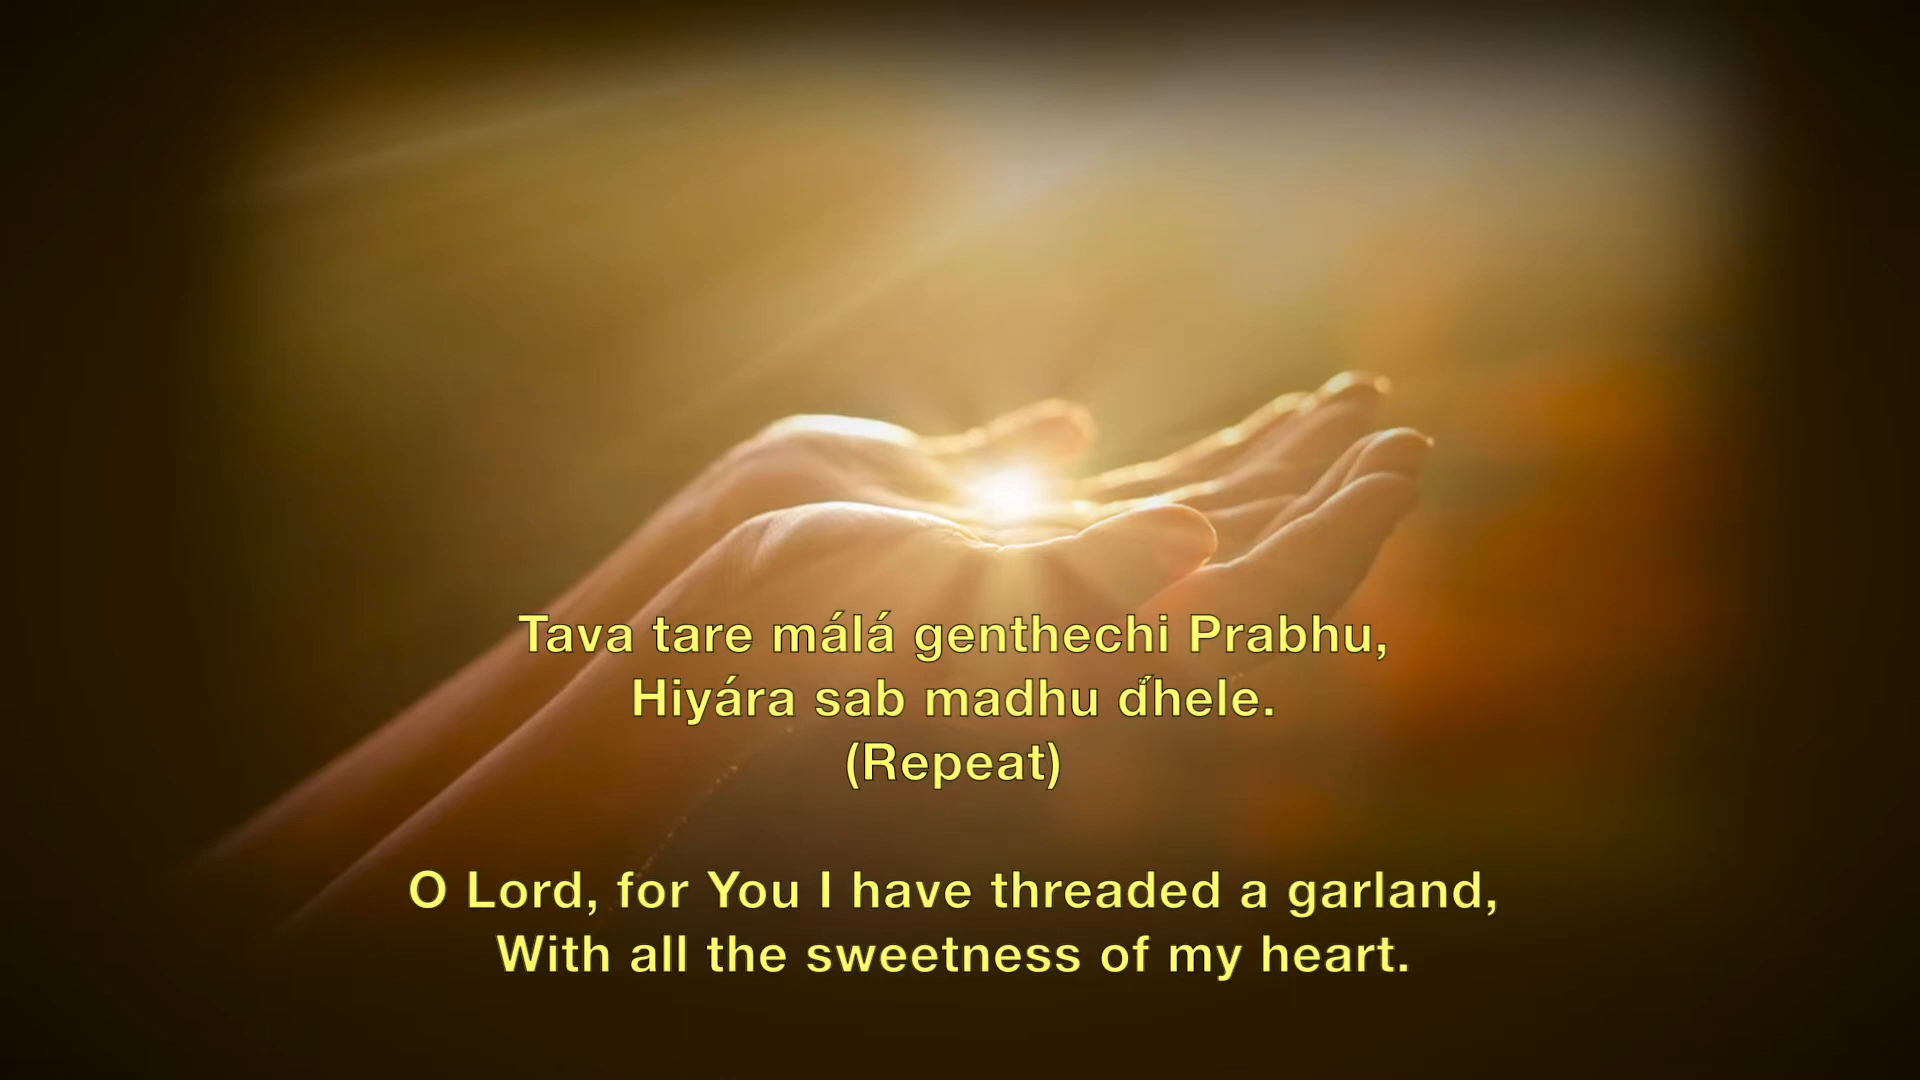 Tava tare málá genthechi Prabhu,
Hiyára sab madhu d́hele.
(Repeat)
O Lord, for You I have threaded a garland,
With all the sweetness of my heart.